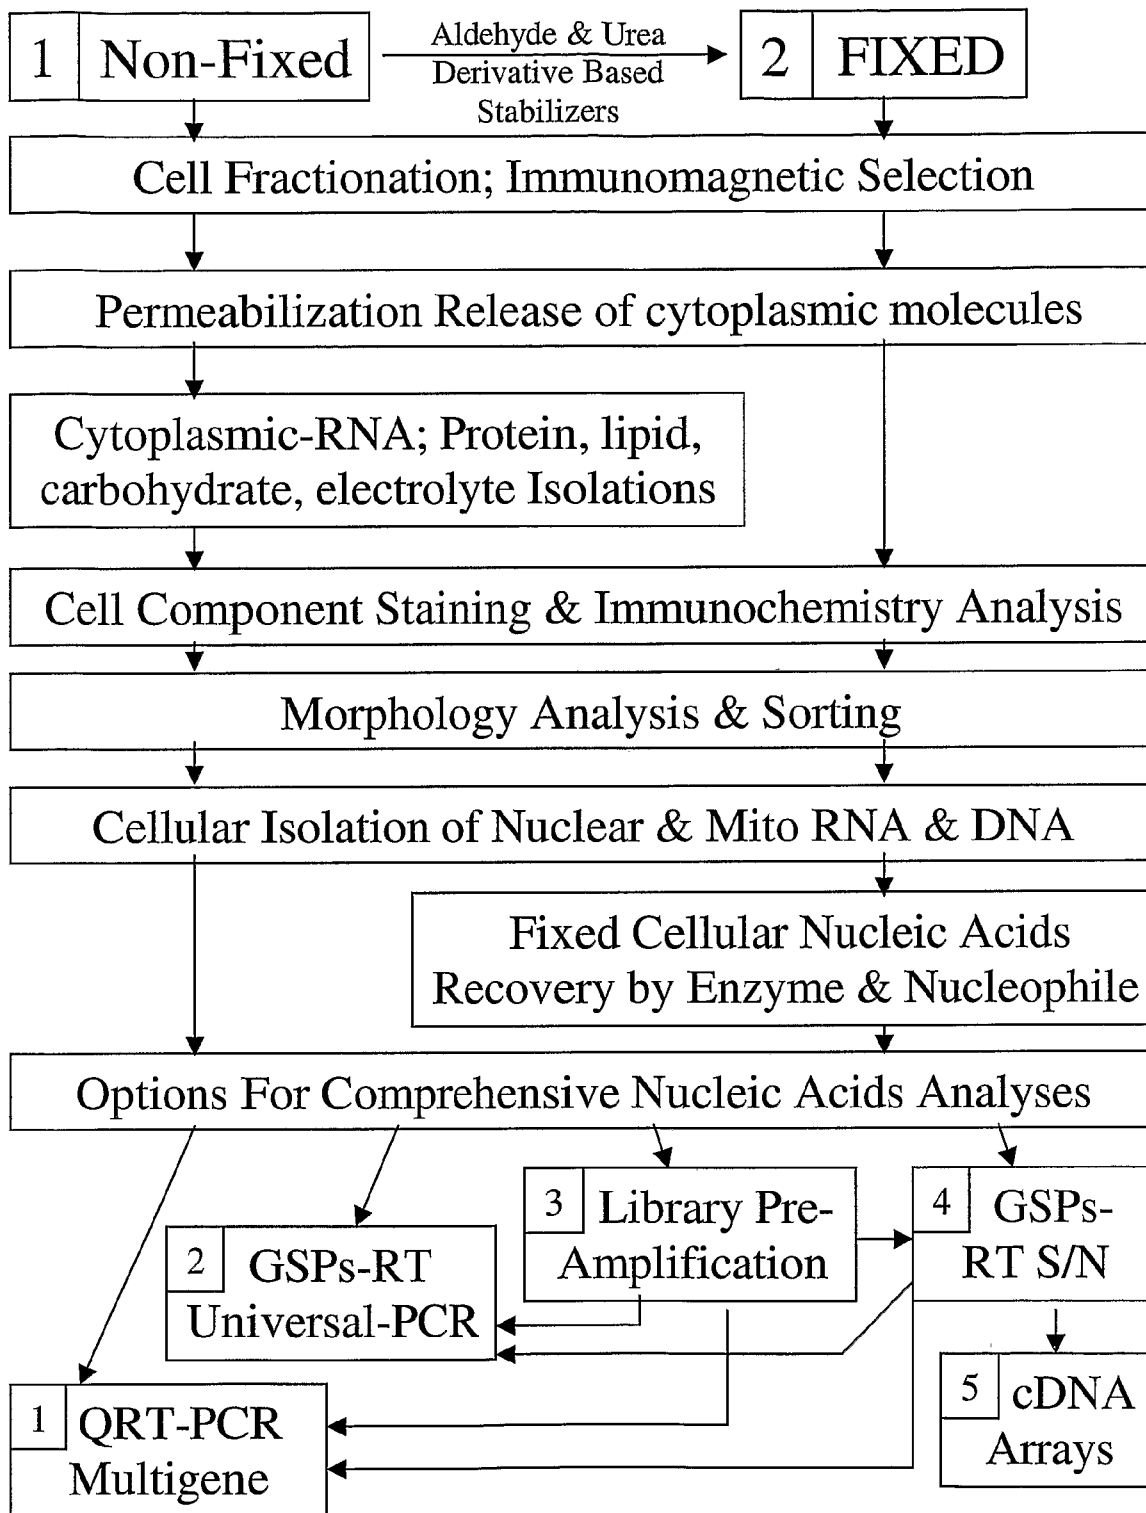 1 Non-Fixed
Aldehyde & Urea
Derivative Based
Stabilizers
2 FIXED
Cell Fractionation; Immunomagnetic Selection
Permeabilization Release of cytoplasmic molecules
Cytoplasmic-RNA; Protein, lipid,
carbohydrate, electrolyte Isolations
Cell Component Staining & Immunochemistry Analysis
Morphology Analysis & Sorting
Cellular Isolation of Nuclear & Mito RNA & DNA
Fixed Cellular Nucleic Acids
Recovery by Enzyme & Nucleophile
Options For Comprehensive Nucleic Acids Analyses
3 Library Pre-
Amplification
4 GSPs-
RT S/N
2 GSPs-RT
Universal-PCR
1 QRT-PCR
Multigene
5 cDNA
Arrays